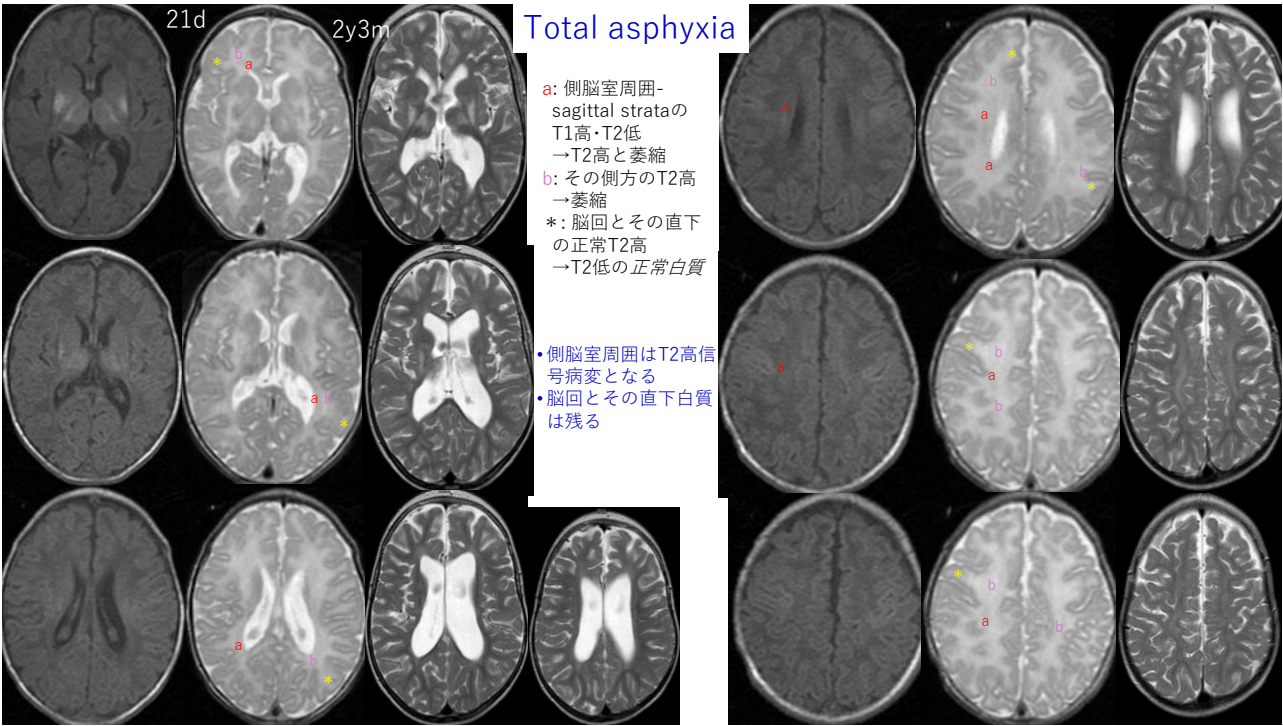 21d
2y3m
Total asphyxia
a: 側脳室周囲-
sagittal strataの
T1高･T2低
→T2高と萎縮
b: その側方のT2高
→萎縮
*: 脳回とその直下
の正常T2高
→T2低の正常白質
•側脳室周囲はT2高信
号病変となる
•脳回とその直下白質
は残る
* b
a
a b
*
a
b
*
a
*
b
a
a
b
*
a
*
b
a
b
*
b
a
b